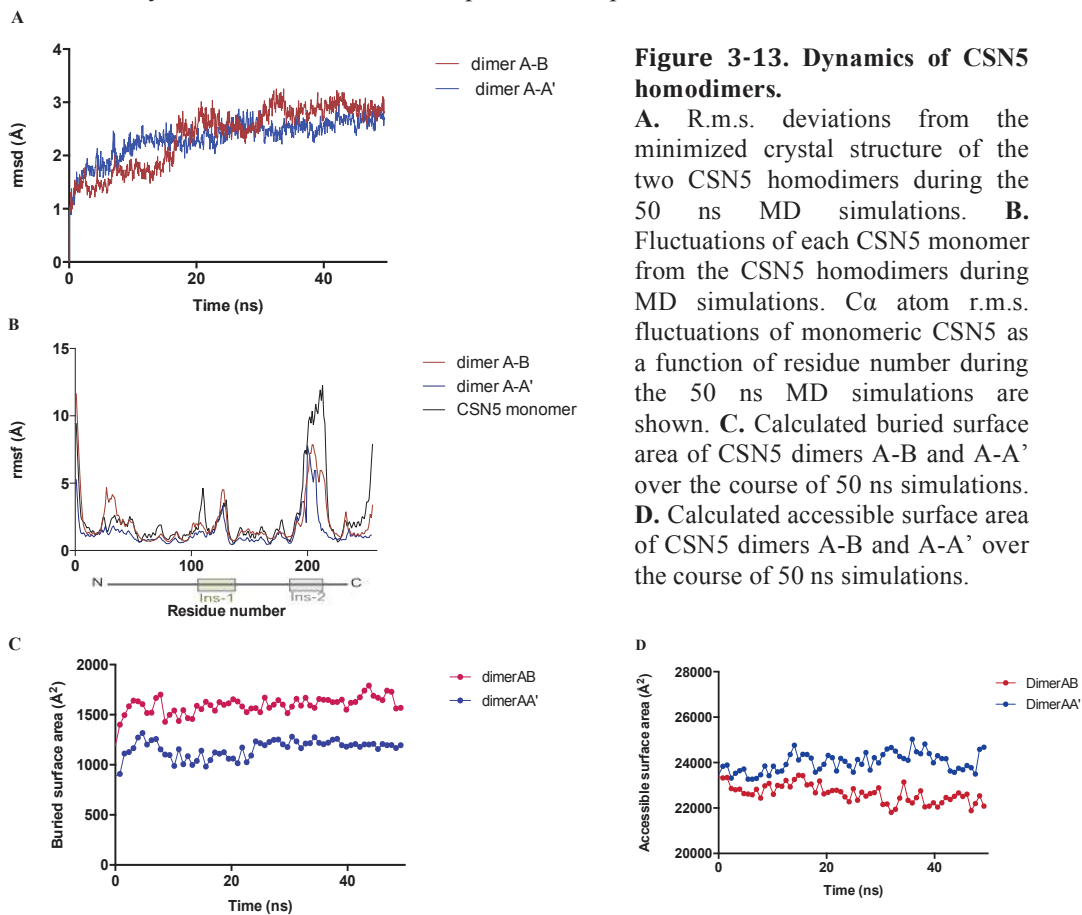 A
4
3
2
1
0
rmsd (Å)
0
20
40
Time (ns)
dimer A-B
dimer A-A'
Figure 3-13. Dynamics of CSN5
homodimers.
A. R.m.s. deviations from the
minimized crystal structure of the
two CSN5 homodimers during the
50 ns MD simulations. B.
Fluctuations of each CSN5 monomer
from the CSN5 homodimers during
MD simulations. Cα atom r.m.s.
fluctuations of monomeric CSN5 as
a function of residue number during
the 50 ns MD simulations are
shown. C. Calculated buried surface
area of CSN5 dimers A-B and A-A’
over the course of 50 ns simulations.
D. Calculated accessible surface area
of CSN5 dimers A-B and A-A’ over
the course of 50 ns simulations.
B
15
10
5
0
rmsf (Å)
0
100
200
dimer A-B
dimer A-A'
CSN5 monomer
N
Ins-1
Ins-2
C
Residue number
C
2000
1500
1000
500
0
Buried surface area (Å²)
0
20
40
Time (ns)
dimerAB
dimerAA'
D
28000
26000
24000
22000
20000
Accessible surface area (Å²)
0
20
40
Time (ns)
DimerAB
DimerAA'